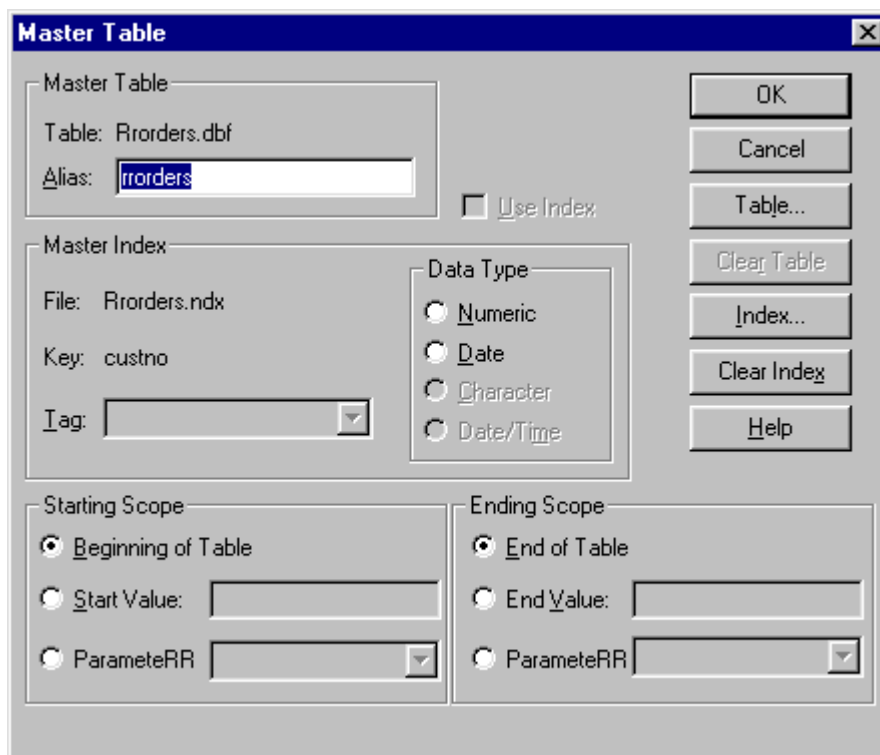 Master Table
Master Table
Table: Rrorders.dbf
Alias: rrorders
Use Index
Master Index
File: Rrorders.ndx
Key: custno
Tag:
Data Type
Numeric
Date
Character
Date/Time
OK
Cancel
Table...
Clear Table
Index...
Clear Index
Help
Starting Scope
Beginning of Table
Start Value:
ParameteRR
Ending Scope
End of Table
End Value:
ParameteRR